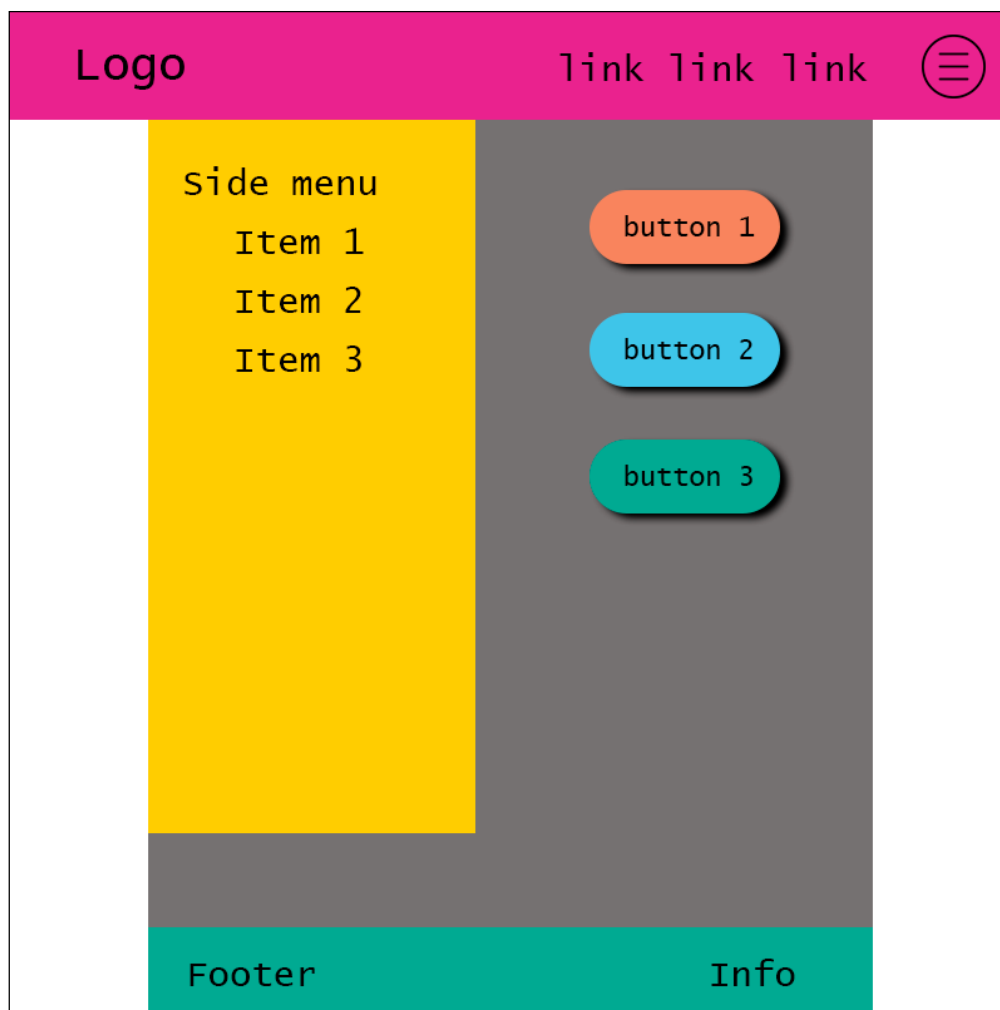 Logo
link link link
Side menu
Item 1
Item 2
Item 3
button 1
button 2
button 3
Footer
Info